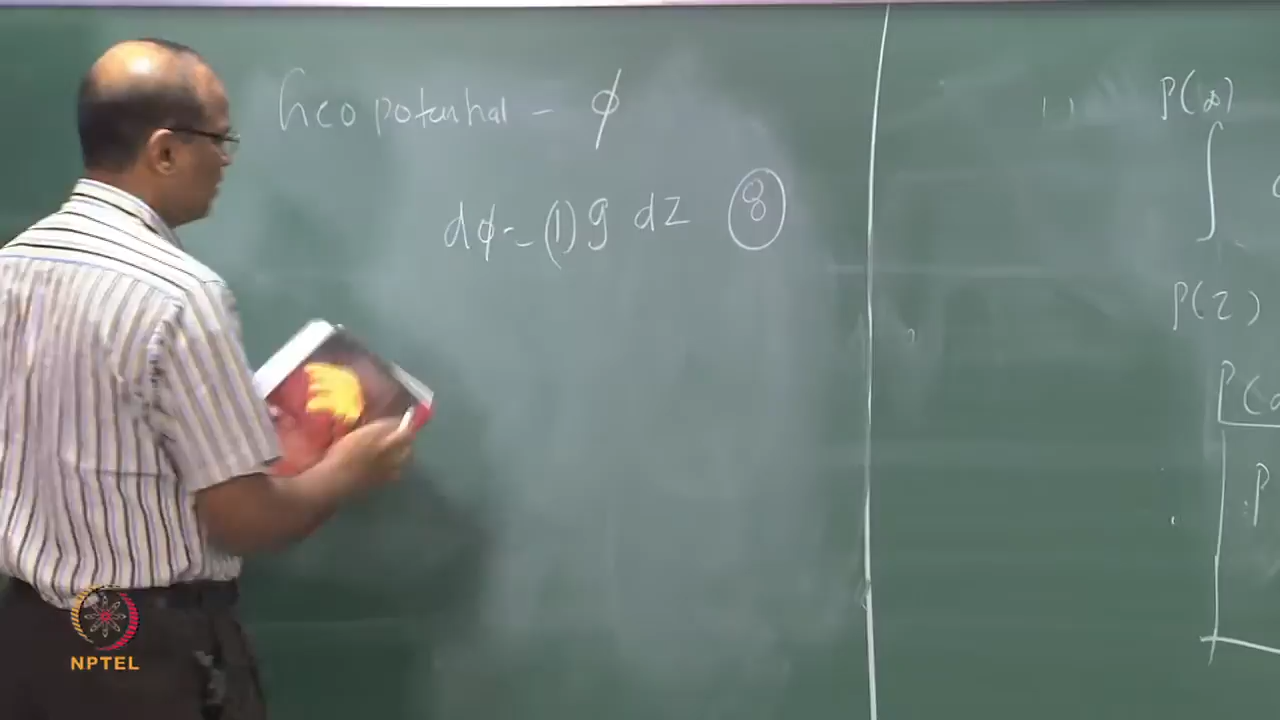 Geopotential - φ
dφ = (1) g dz (8)
P(∞)
∫
P(z)
P(
P
NPTEL